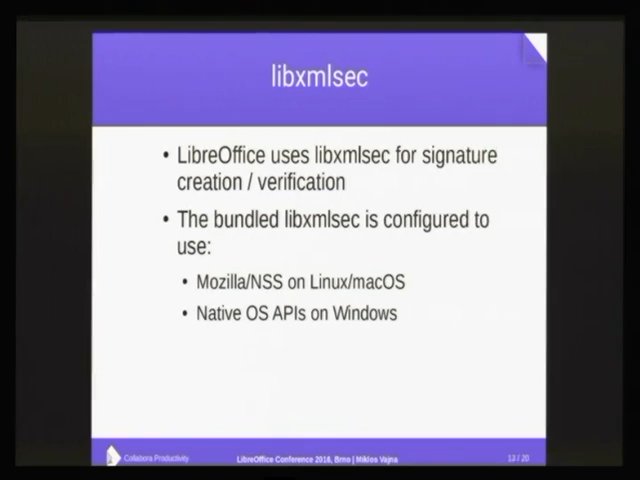 libxmlsec
• LibreOffice uses libxmlsec for signature
creation / verification
• The bundled libxmlsec is configured to
use:
• Mozilla/NSS on Linux/macOS
• Native OS APIs on Windows
Collabora Productivity
LibreOffice Conference 2016, Brno | Miklos Vajna
13 / 20